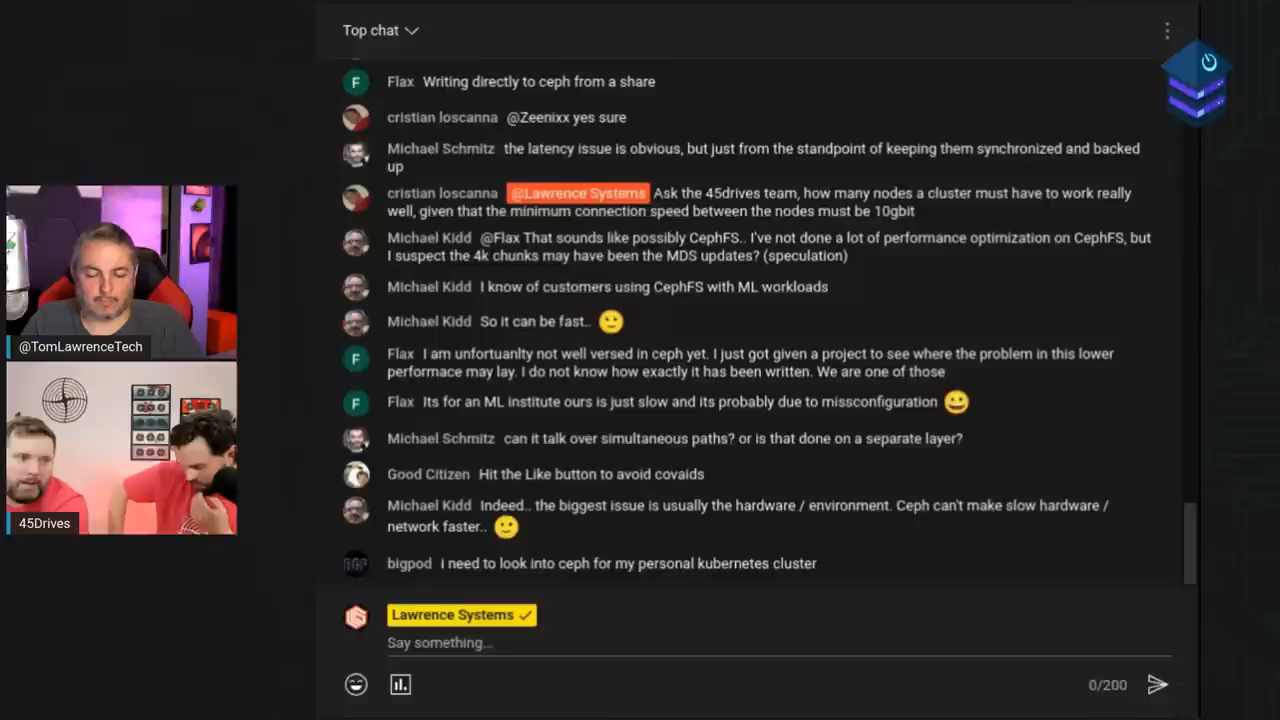 Top chat
Flax Writing directly to ceph from a share
cristian loscanna @Zeenixx yes sure
Michael Schmitz the latency issue is obvious, but just from the standpoint of keeping them synchronized and backed
up
cristian loscanna @Lawrence Systems Ask the 45drives team, how many nodes a cluster must have to work really
well, given that the minimum connection speed between the nodes must be 10gbit
Michael Kidd @Flax That sounds like possibly CephFS.. I've not done a lot of performance optimization on CephFS, but
I suspect the 4k chunks may have been the MDS updates? (speculation)
Michael Kidd I know of customers using CephFS with ML workloads
Michael Kidd So it can be fast..
Flax I am unfortuanlty not well versed in ceph yet. I just got given a project to see where the problem in this lower
performace may lay. I do not know how exactly it has been written. We are one of those
Flax Its for an ML institute ours is just slow and its probably due to missconfiguration
Michael Schmitz can it talk over simultaneous paths? or is that done on a separate layer?
Good Citizen Hit the Like button to avoid covaids
Michael Kidd Indeed.. the biggest issue is usually the hardware / environment. Ceph can't make slow hardware /
network faster..
bigpod i need to look into ceph for my personal kubernetes cluster
Lawrence Systems
Say something...
0/200
@TomLawrenceTech
45Drives
F
F
F